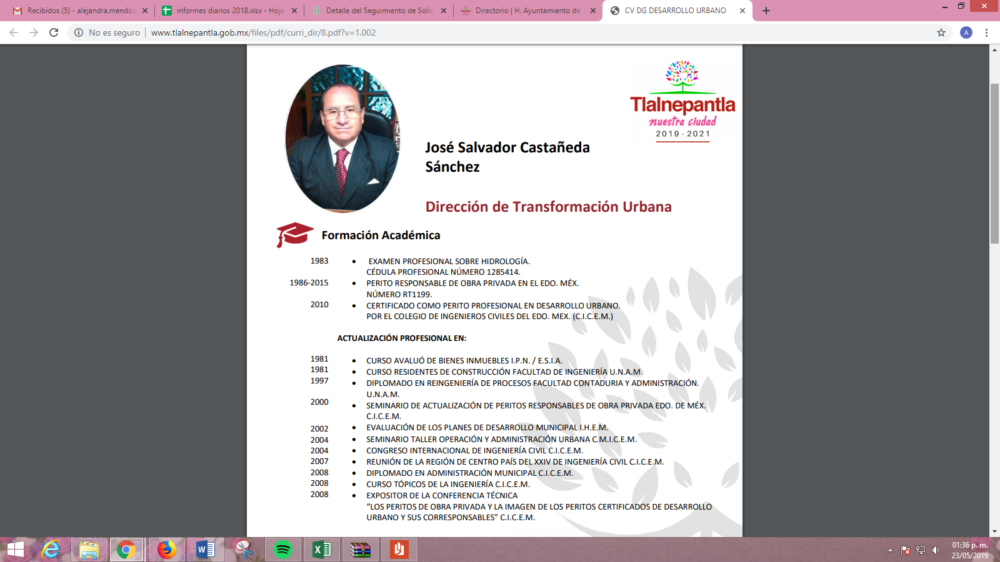 Recibidos (5) - alejandra.mendoz
informes diarios 2018.xlsx - Hoja
Detalle del Seguimiento de Solic
Directorio | H. Ayuntamiento de T
CV DG DESARROLLO URBANO
No es seguro
www.tlalnepantla.gob.mx/files/pdf/curri_dir/8.pdf?v=1.002
A
Tlalnepantla
nuestra ciudad
2019 - 2021
José Salvador Castañeda
Sánchez
Dirección de Transformación Urbana
Formación Académica
1983 • EXAMEN PROFESIONAL SOBRE HIDROLOGÍA.
CÉDULA PROFESIONAL NÚMERO 1285414.
1986-2015 • PERITO RESPONSABLE DE OBRA PRIVADA EN EL EDO. MÉX.
NÚMERO RT1199.
2010 • CERTIFICADO COMO PERITO PROFESIONAL EN DESARROLLO URBANO.
POR EL COLEGIO DE INGENIEROS CIVILES DEL EDO. MEX. (C.I.C.E.M.)
ACTUALIZACIÓN PROFESIONAL EN:
1981 • CURSO AVALUÓ DE BIENES INMUEBLES I.P.N. / E.S.I.A.
1981 • CURSO RESIDENTES DE CONSTRUCCIÓN FACULTAD DE INGENIERÍA U.N.A.M.
1997 • DIPLOMADO EN REINGENIERÍA DE PROCESOS FACULTAD CONTADURIA Y ADMINISTRACIÓN.
U.N.A.M.
2000 • SEMINARIO DE ACTUALIZACIÓN DE PERITOS RESPONSABLES DE OBRA PRIVADA EDO. DE MÉX.
C.I.C.E.M.
2002 • EVALUACIÓN DE LOS PLANES DE DESARROLLO MUNICIPAL I.H.E.M.
2004 • SEMINARIO TALLER OPERACIÓN Y ADMINISTRACIÓN URBANA C.M.I.C.E.M.
2004 • CONGRESO INTERNACIONAL DE INGENIERÍA CIVIL C.I.C.E.M.
2007 • REUNIÓN DE LA REGIÓN DE CENTRO PAÍS DEL XXIV DE INGENIERÍA CIVIL C.I.C.E.M.
2008 • DIPLOMADO EN ADMINISTRACIÓN MUNICIPAL C.I.C.E.M.
2008 • CURSO TÓPICOS DE LA INGENIERÍA C.I.C.E.M.
2008 • EXPOSITOR DE LA CONFERENCIA TÉCNICA
“LOS PERITOS DE OBRA PRIVADA Y LA IMAGEN DE LOS PERITOS CERTIFICADOS DE DESARROLLO
URBANO Y SUS CORRESPONSABLES” C.I.C.E.M.
01:36 p. m.
23/05/2019